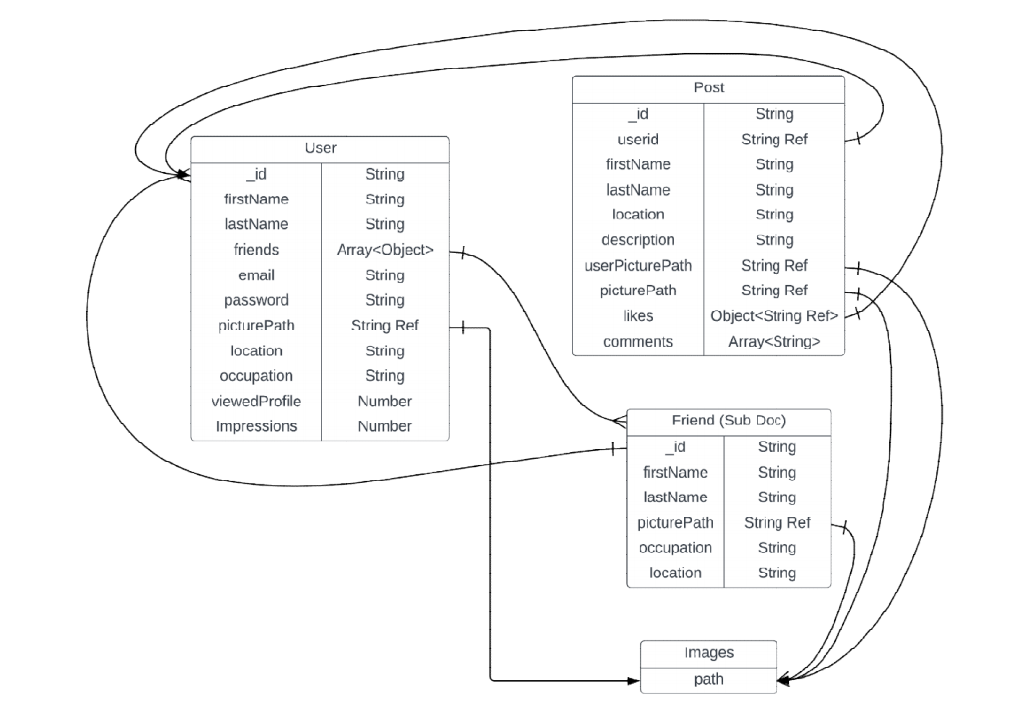 Post
_id String
userid String Ref
firstName String
lastName String
location String
description String
userPicturePath String Ref
picturePath String Ref
likes Object<String Ref>
comments Array<String>
User
_id String
firstName String
lastName String
friends Array<Object>
email String
password String
picturePath String Ref
location String
occupation String
viewedProfile Number
Impressions Number
Friend (Sub Doc)
_id String
firstName String
lastName String
picturePath String Ref
occupation String
location String
Images
path